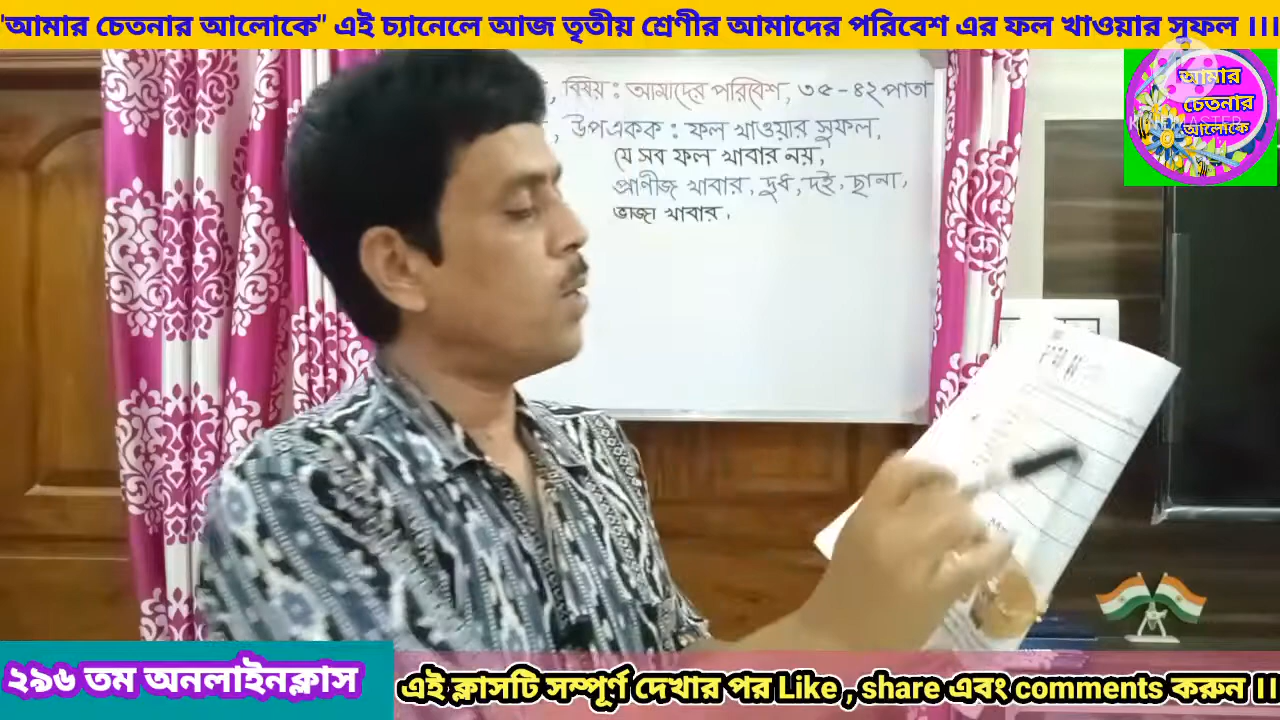 "আমার চেতনার আলোকে" এই চ্যানেলে আজ তৃতীয় শ্রেণীর আমাদের পরিবেশ এর ফল খাওয়ার সুফল ।।।
আমার
চেতনার
আলোকে
, বিষয় : আমাদের পরিবেশ, ৩৫-৪২ পাতা
, উপএকক : ফল খাওয়ার সুফল,
যে সব ফল খাবার নয়,
প্রাণীজ খাবার, দুধ, দই, ছানা,
ভাজা খাবার.
২৯৬ তম অনলাইনক্লাস
এই ক্লাসটি সম্পূর্ণ দেখার পর Like , share এবং comments করুন ।।